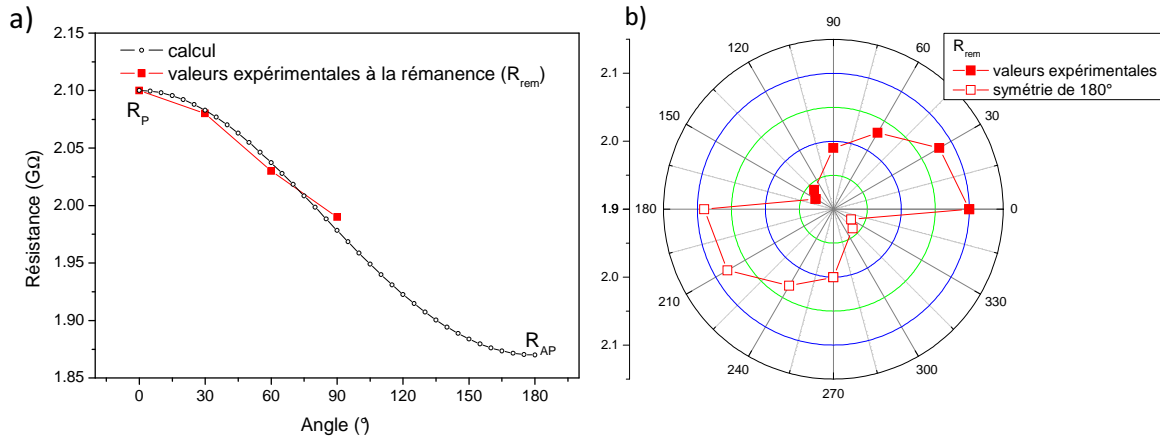 a)
2.15
2.10
2.05
2.00
1.95
1.90
1.85
Résistance (GΩ)
calcul
valeurs expérimentales à la rémanence (Rrem)
RP
RAP
0 30 60 90 120 150 180
Angle (°)
b)
2.1
2.0
1.9
2.0
2.1
0
30
60
90
120
150
180
210
240
270
300
330
Rrem
valeurs expérimentales
symétrie de 180°